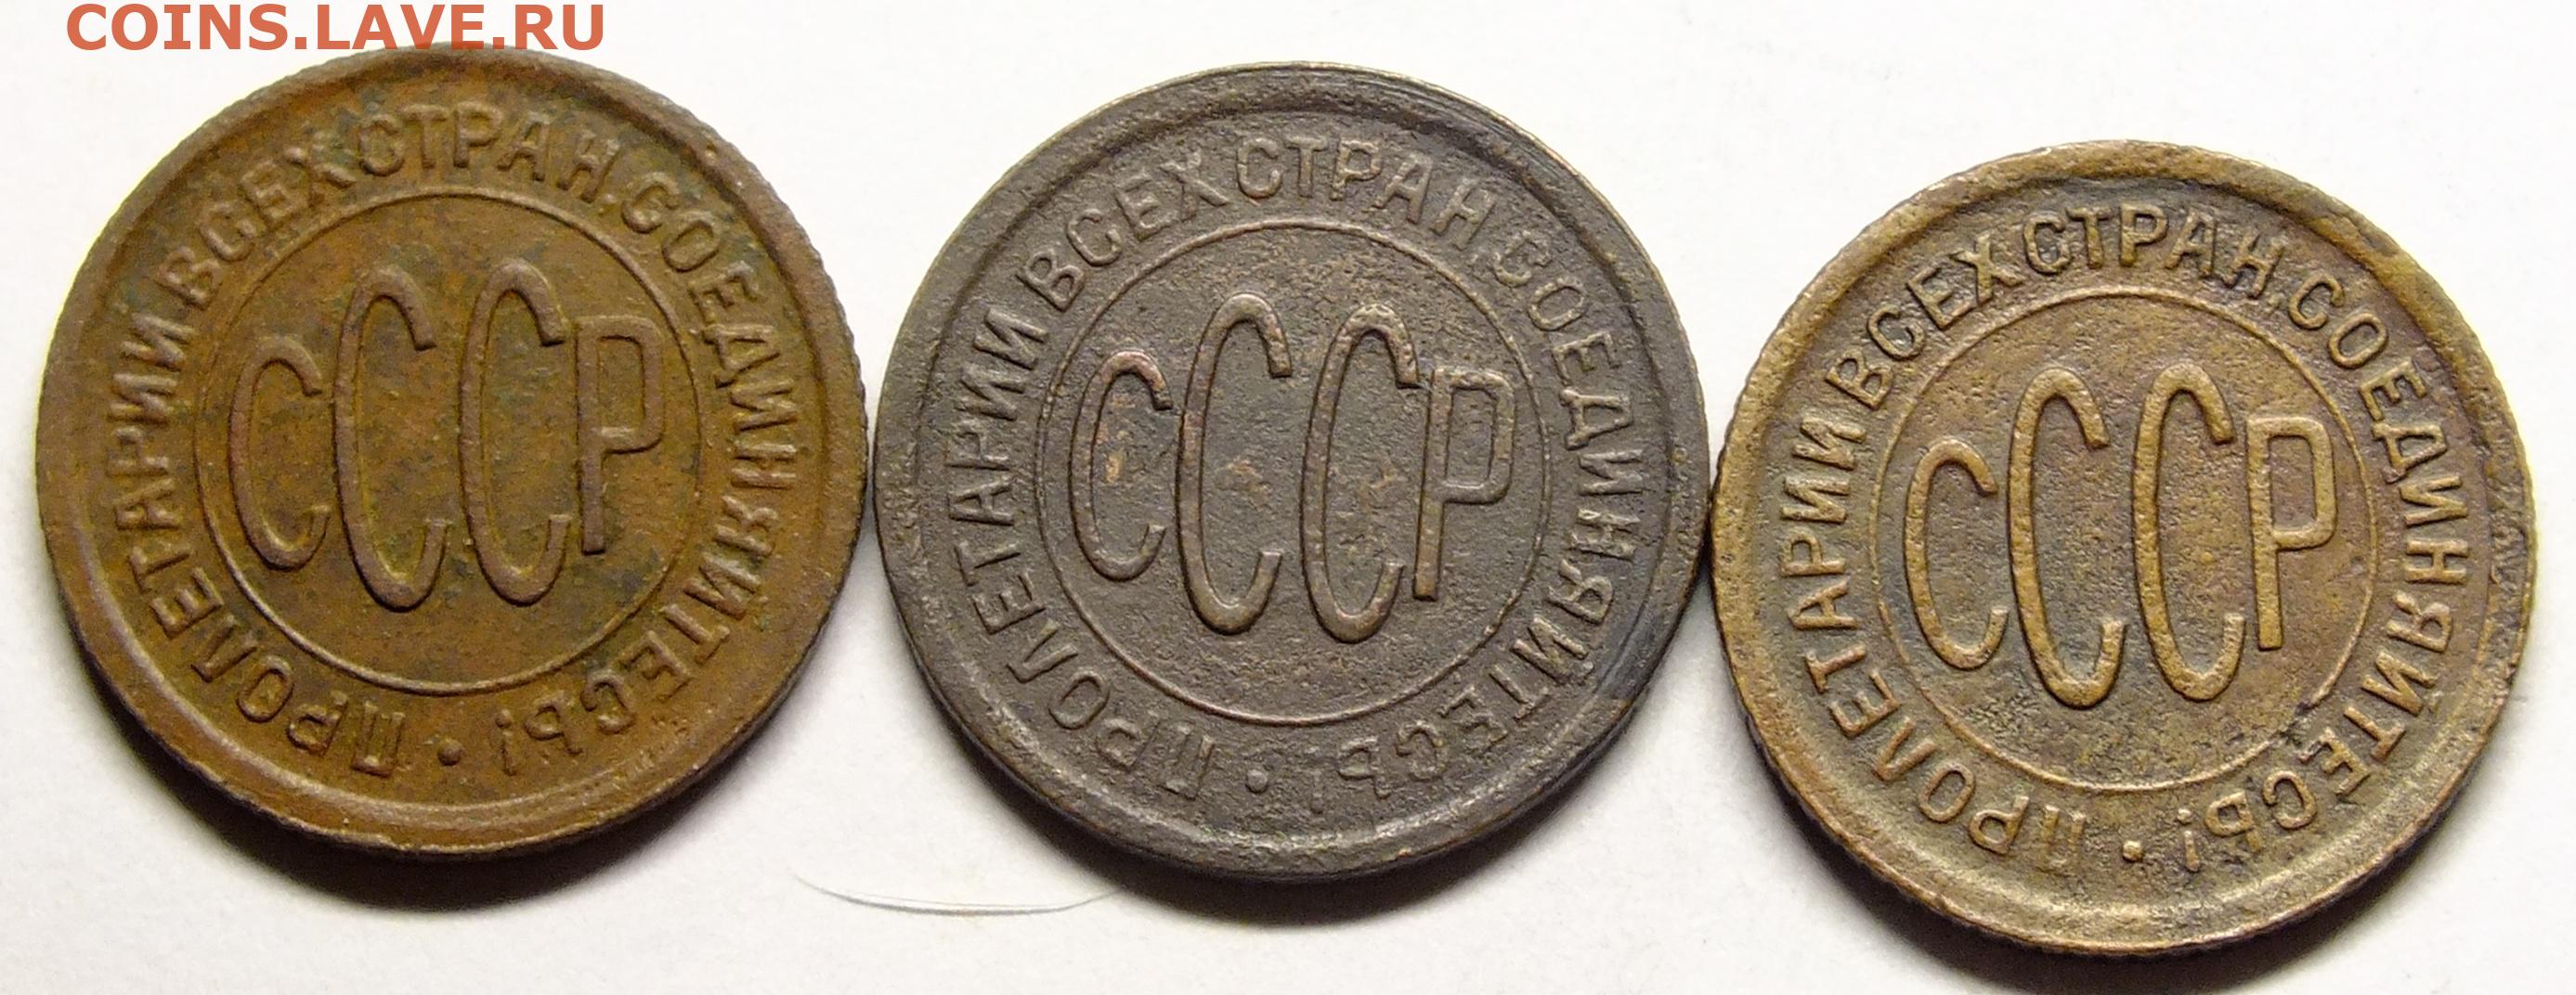 COINS.LAVE.RU
ПРОЛЕТАРИИ ВСЕХ СТРАН, СОЕДИНЯЙТЕСЬ!
СССР
ПРОЛЕТАРИИ ВСЕХ СТРАН, СОЕДИНЯЙТЕСЬ!
СССР
ПРОЛЕТАРИИ ВСЕХ СТРАН, СОЕДИНЯЙТЕСЬ!
СССР